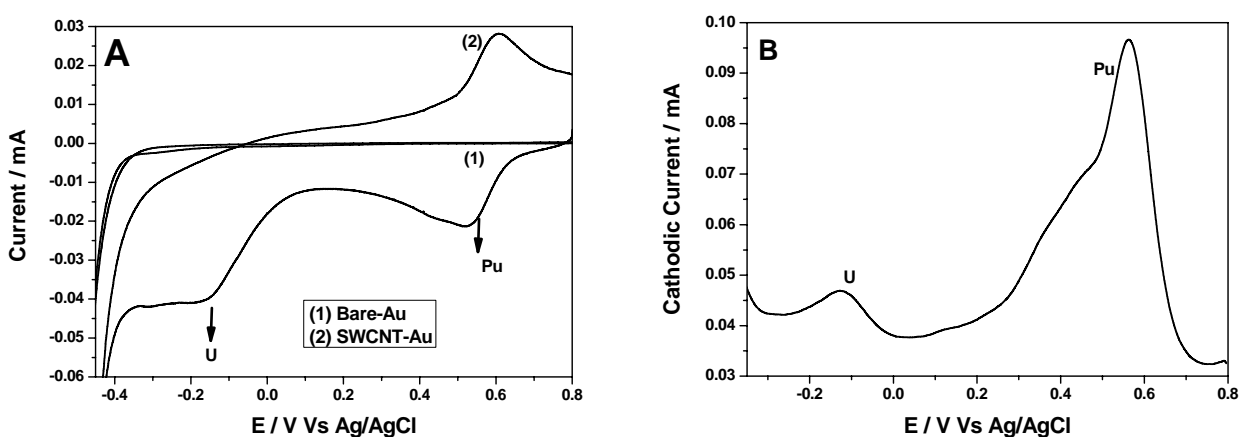 A
Current / mA
0.03
0.02
0.01
0.00
-0.01
-0.02
-0.03
-0.04
-0.05
-0.06
(2)
(1)
Pu
U
(1) Bare-Au
(2) SWCNT-Au
-0.4 -0.2 0.0 0.2 0.4 0.6 0.8
E / V Vs Ag/AgCl
B
Cathodic Current / mA
0.10
0.09
0.08
0.07
0.06
0.05
0.04
0.03
Pu
U
-0.2 0.0 0.2 0.4 0.6 0.8
E / V Vs Ag/AgCl